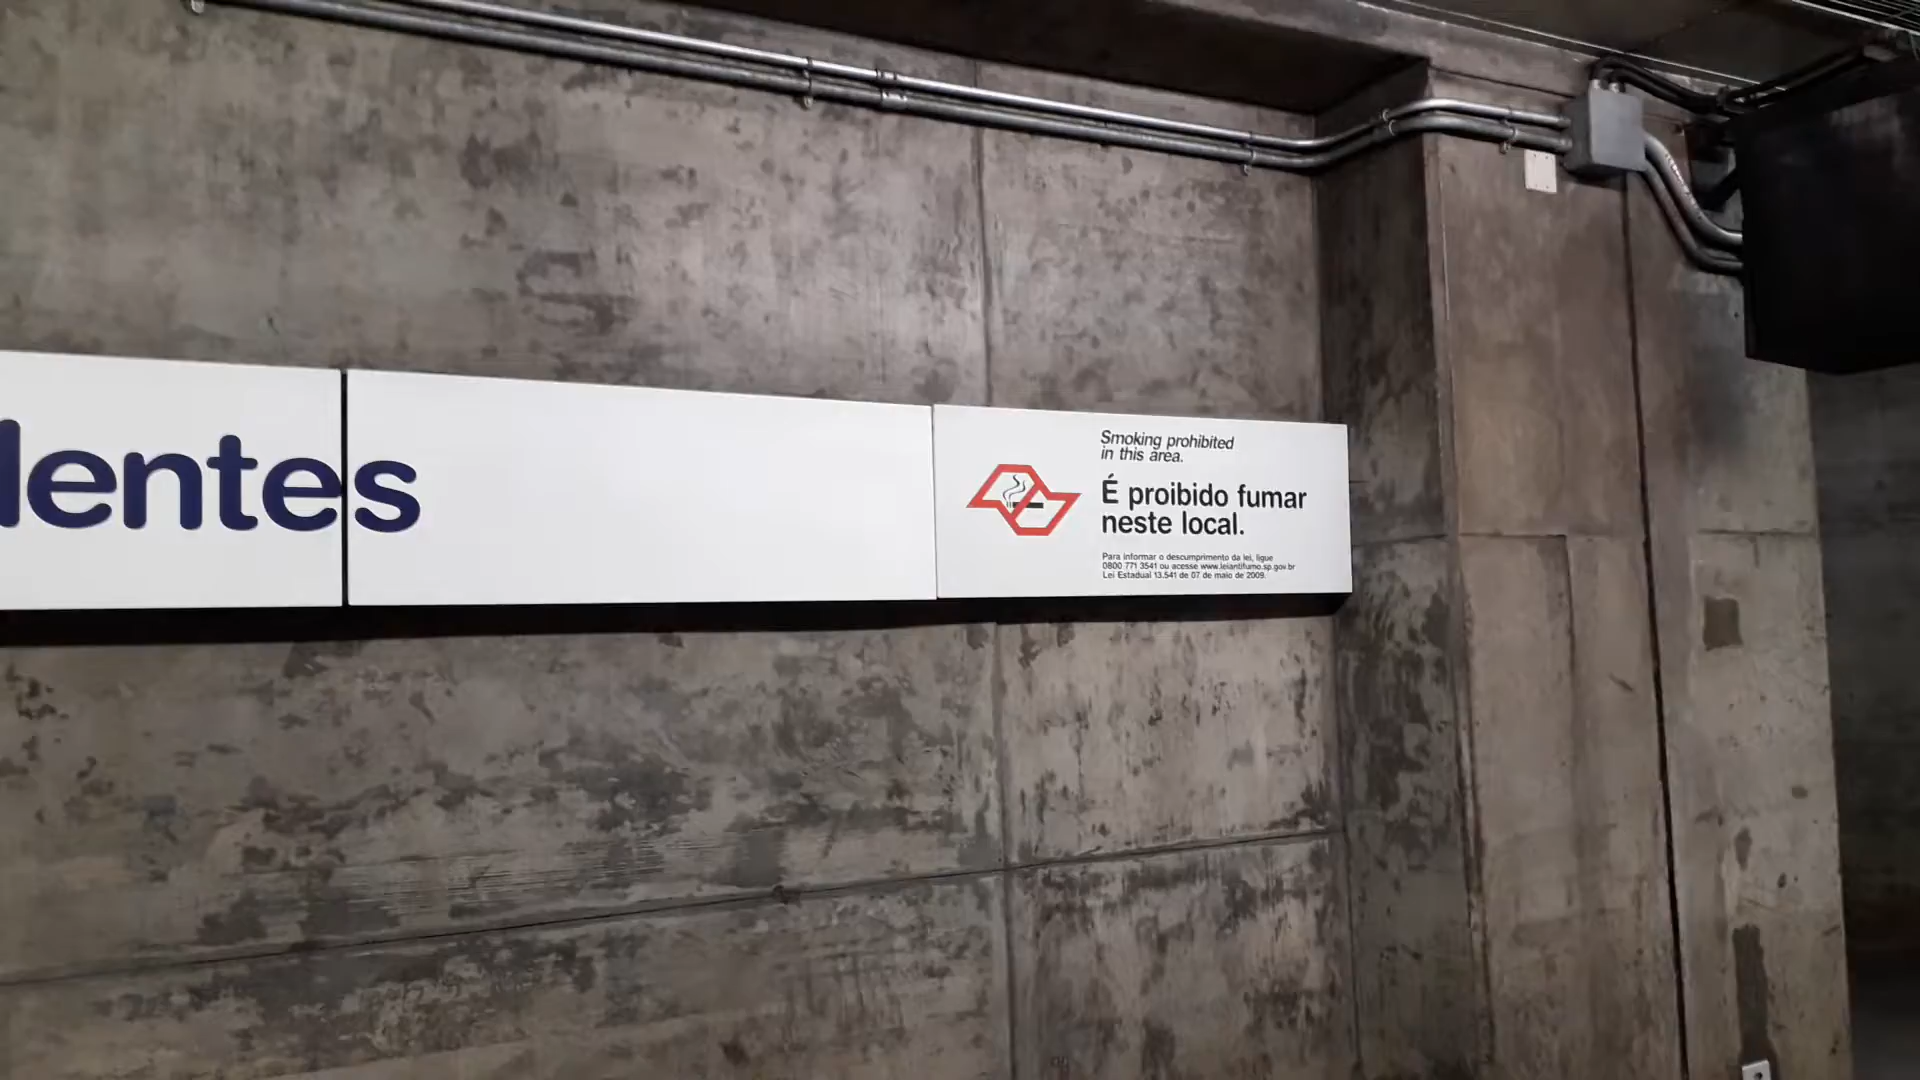 dentes
Smoking prohibited
in this area.
É proibido fumar
neste local.
Para informar o descumprimento da lei, ligue
0800 771 3541 ou acesse www.leiantifumo.sp.gov.br
Lei Estadual 13.541 de 07 de maio de 2009.